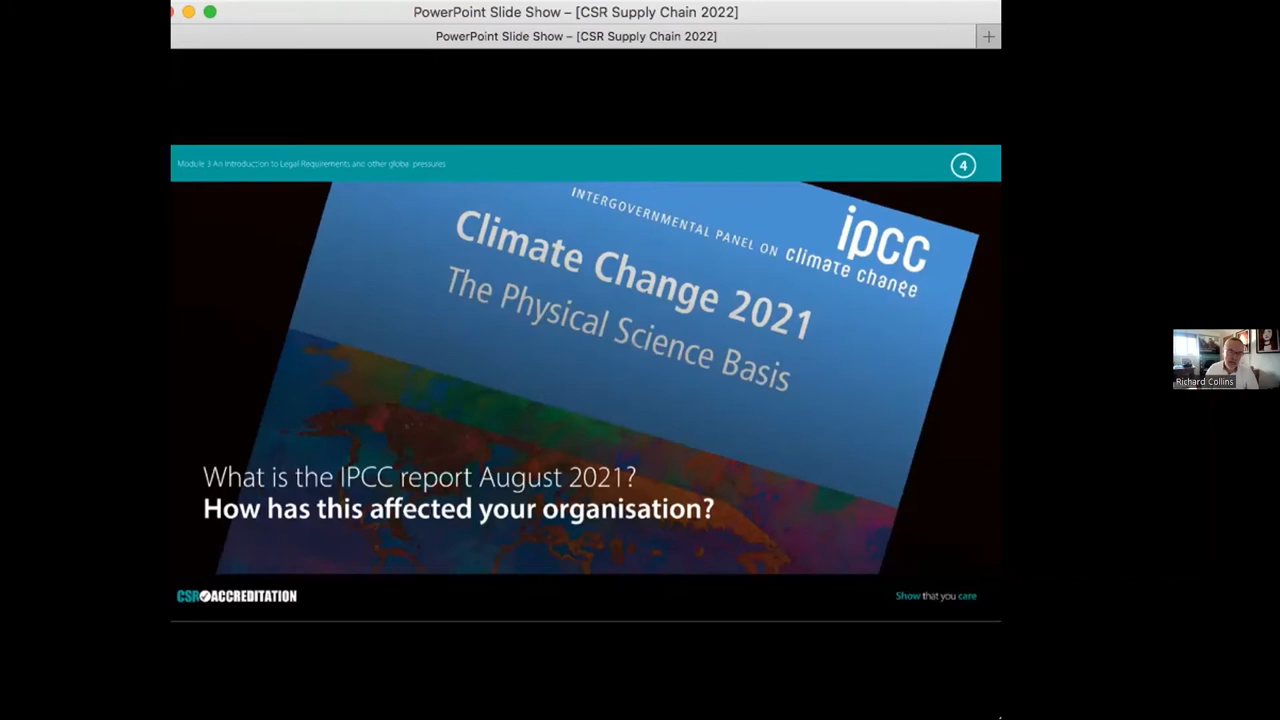 PowerPoint Slide Show – [CSR Supply Chain 2022]
PowerPoint Slide Show – [CSR Supply Chain 2022]
Module 3 An Introduction to Legal Requirements and other global pressures
4
INTERGOVERNMENTAL PANEL ON climate change
ipcc
Climate Change 2021
The Physical Science Basis
What is the IPCC report August 2021?
How has this affected your organisation?
CSR ACCREDITATION
Show that you care
Richard Collins